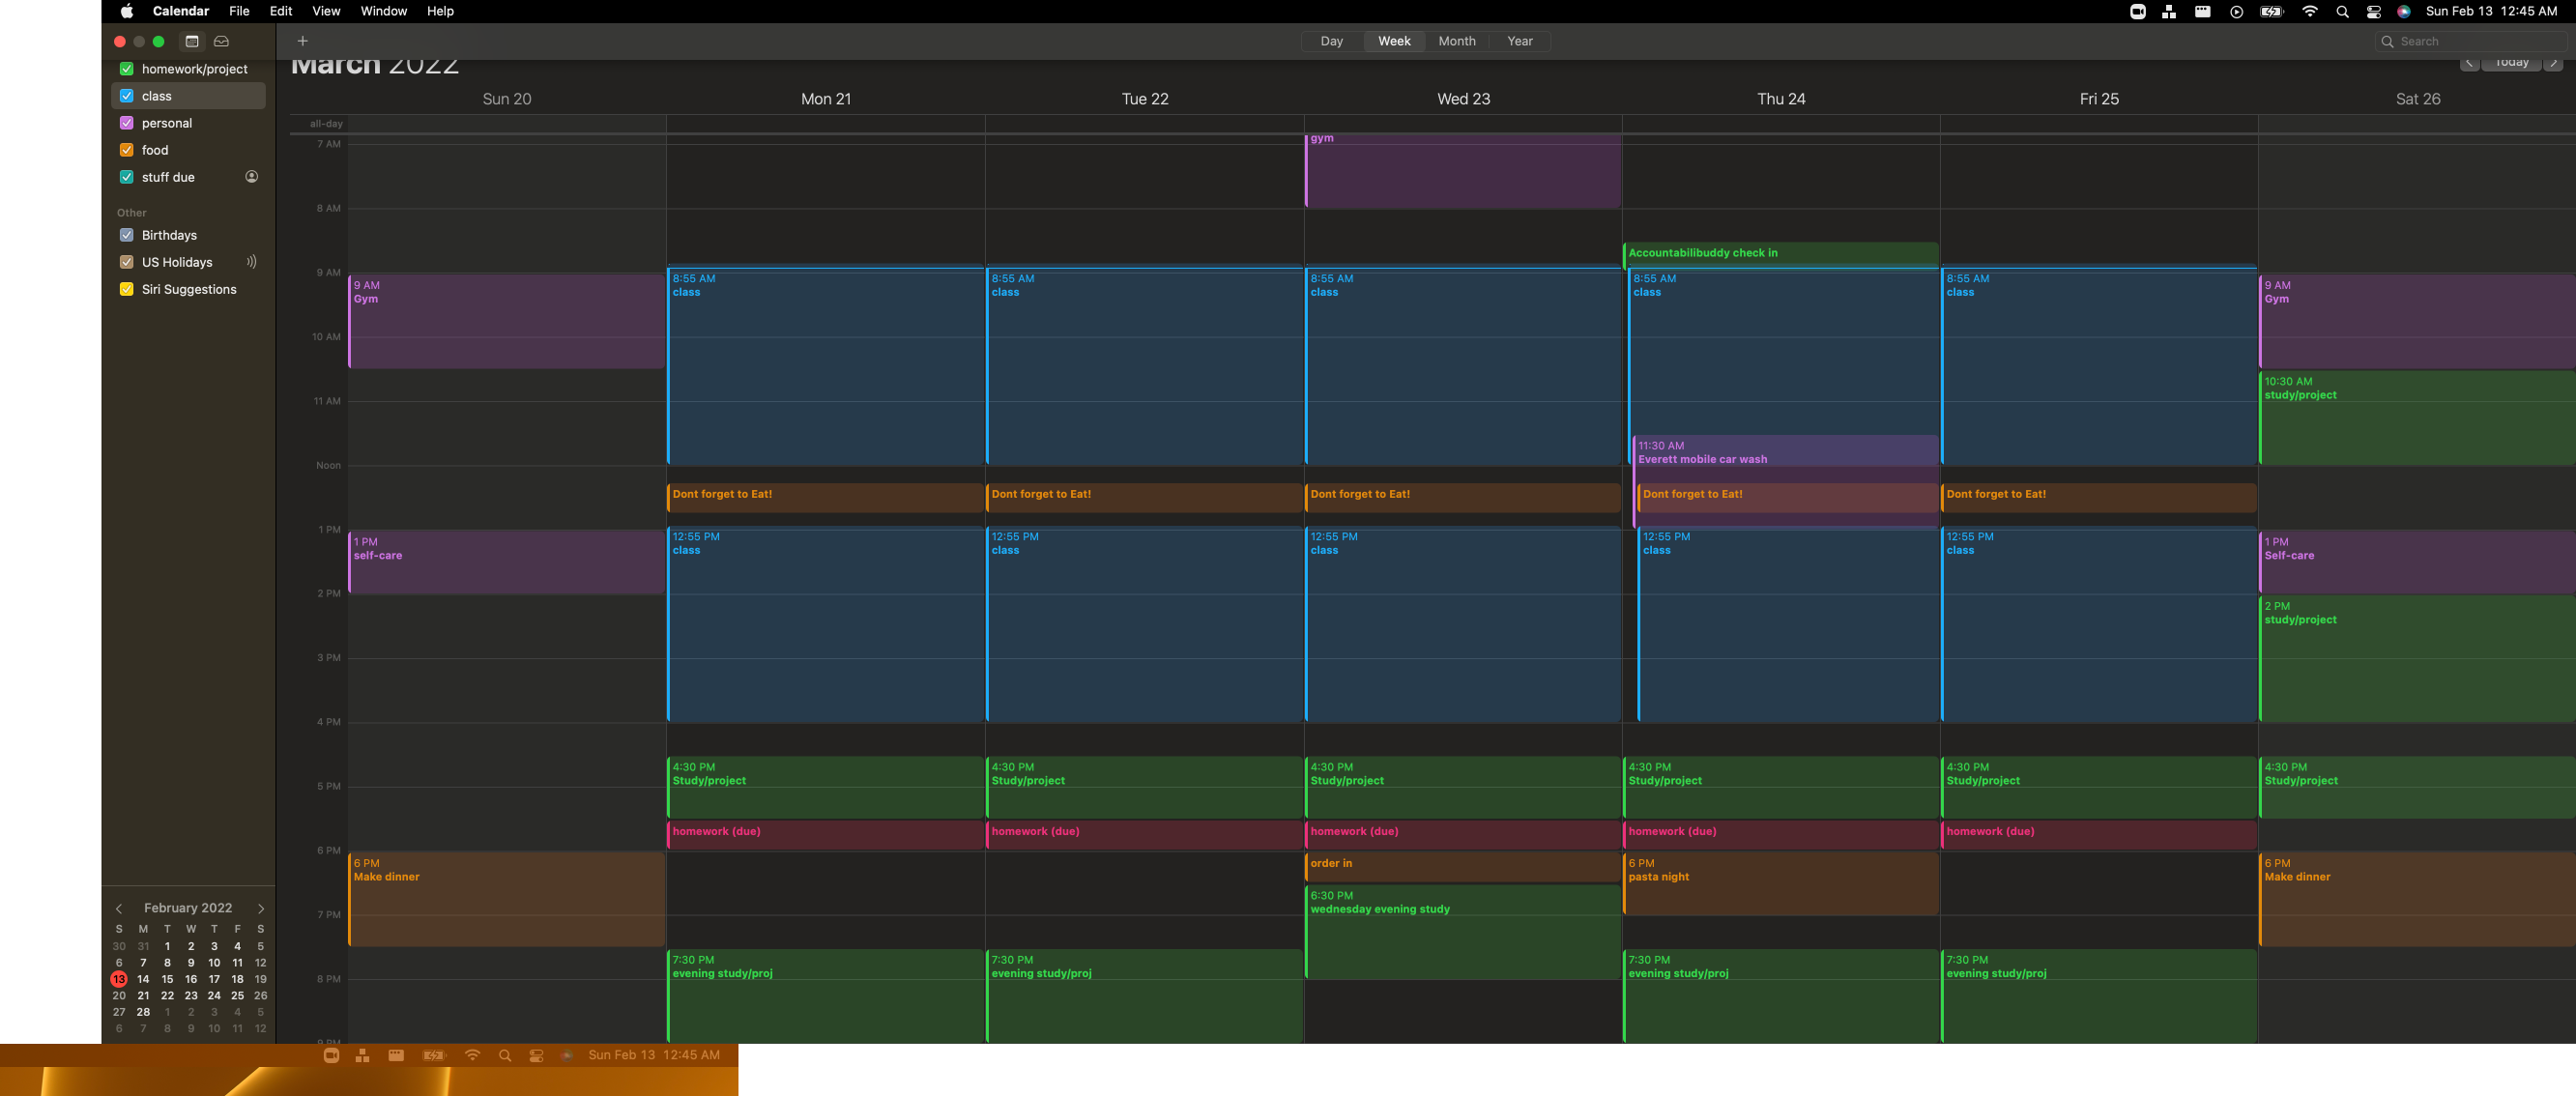 Calendar File Edit View Window Help
Sun Feb 13 12:45 AM
Day Week Month Year
Search
homework/project
class
personal
food
stuff due
Other
Birthdays
US Holidays
Siri Suggestions
March 2022
Today
Sun 20 Mon 21 Tue 22 Wed 23 Thu 24 Fri 25 Sat 26
all-day
7 AM
8 AM
9 AM
10 AM
11 AM
Noon
1 PM
2 PM
3 PM
4 PM
5 PM
6 PM
7 PM
8 PM
9 PM
9 AM
Gym
1 PM
self-care
6 PM
Make dinner
8:55 AM
class
Dont forget to Eat!
12:55 PM
class
4:30 PM
Study/project
homework (due)
7:30 PM
evening study/proj
8:55 AM
class
Dont forget to Eat!
12:55 PM
class
4:30 PM
Study/project
homework (due)
7:30 PM
evening study/proj
gym
8:55 AM
class
Dont forget to Eat!
12:55 PM
class
4:30 PM
Study/project
homework (due)
order in
6:30 PM
wednesday evening study
Accountabilibuddy check in
8:55 AM
class
11:30 AM
Everett mobile car wash
Dont forget to Eat!
12:55 PM
class
4:30 PM
Study/project
homework (due)
6 PM
pasta night
7:30 PM
evening study/proj
8:55 AM
class
Dont forget to Eat!
12:55 PM
class
4:30 PM
Study/project
homework (due)
7:30 PM
evening study/proj
9 AM
Gym
10:30 AM
study/project
1 PM
Self-care
2 PM
study/project
4:30 PM
Study/project
6 PM
Make dinner
February 2022
S M T W T F S
30 31 1 2 3 4 5
6 7 8 9 10 11 12
13 14 15 16 17 18 19
20 21 22 23 24 25 26
27 28 1 2 3 4 5
6 7 8 9 10 11 12
Sun Feb 13 12:45 AM